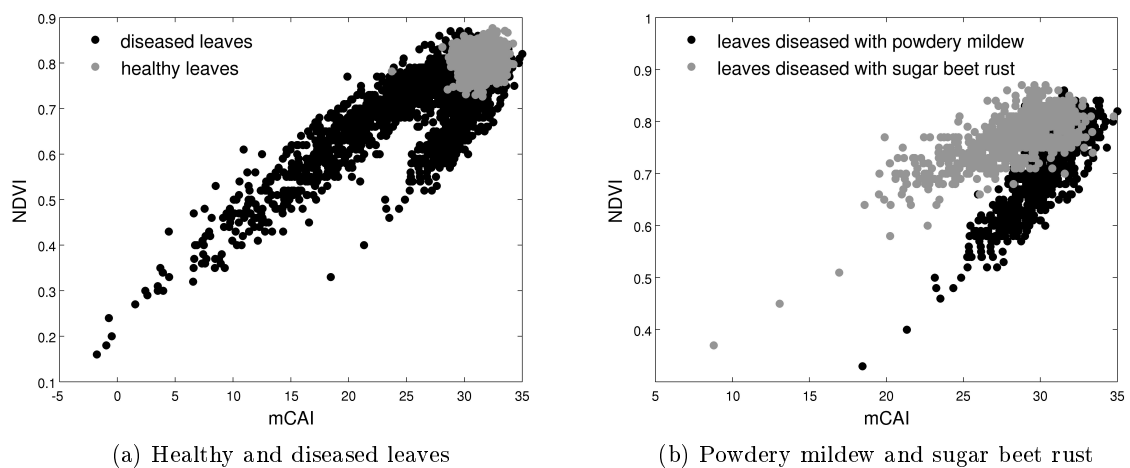 0.9
0.8
0.7
0.6
0.5
0.4
0.3
0.2
0.1
NDVI
diseased leaves
healthy leaves
-5 0 5 10 15 20 25 30 35
mCAI
(a) Healthy and diseased leaves
1
0.9
0.8
0.7
0.6
0.5
0.4
NDVI
leaves diseased with powdery mildew
leaves diseased with sugar beet rust
5 10 15 20 25 30 35
mCAI
(b) Powdery mildew and sugar beet rust